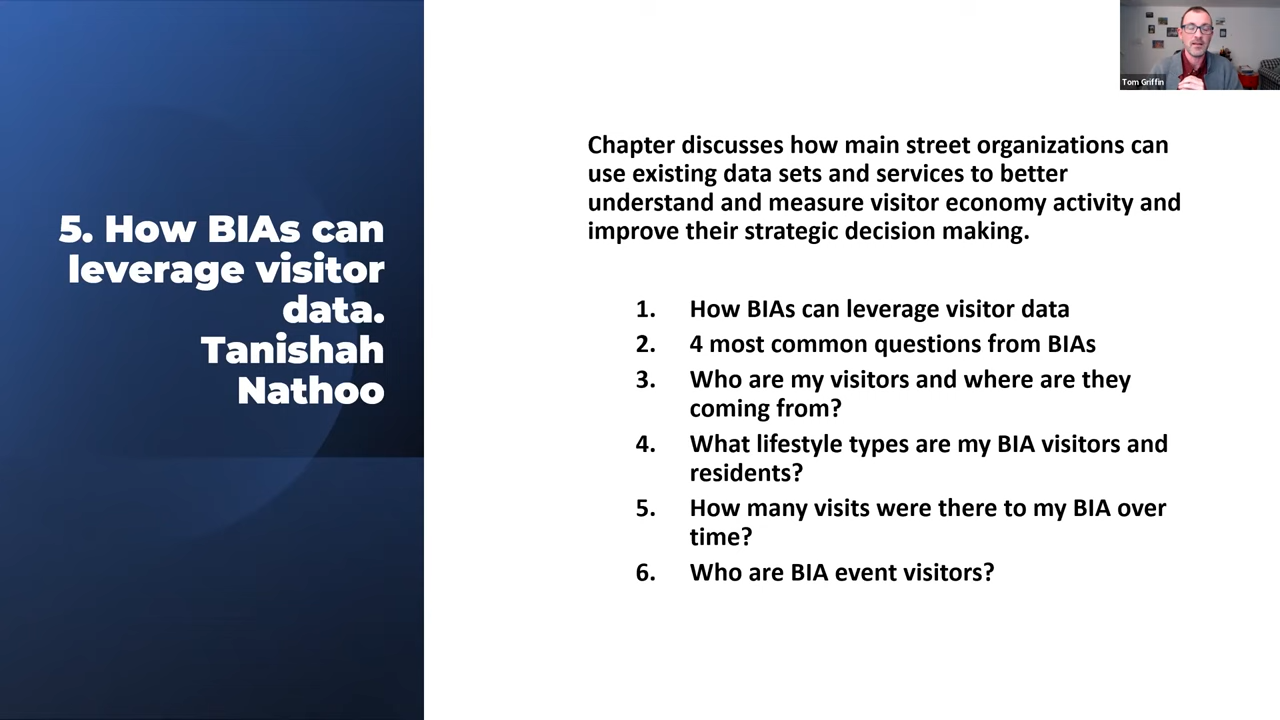 5. How BIAs can
leverage visitor
data.
Tanishah
Nathoo
Chapter discusses how main street organizations can
use existing data sets and services to better
understand and measure visitor economy activity and
improve their strategic decision making.
1. How BIAs can leverage visitor data
2. 4 most common questions from BIAs
3. Who are my visitors and where are they
coming from?
4. What lifestyle types are my BIA visitors and
residents?
5. How many visits were there to my BIA over
time?
6. Who are BIA event visitors?
Tom Griffin